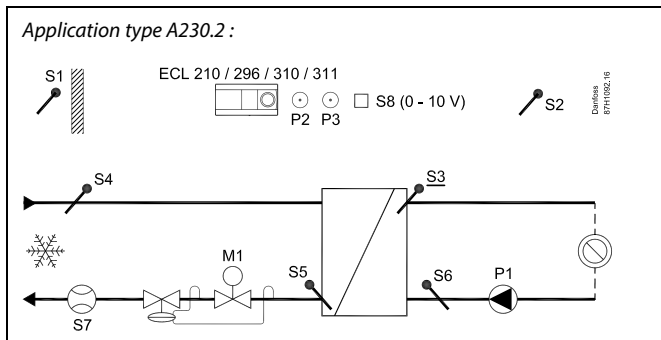 Application type A230.2 :
S1
ECL 210 / 296 / 310 / 311
P2
P3
S8 (0 - 10 V)
S2
Danfoss
87H1092.16
S4
S3
M1
S5
S6
P1
S7